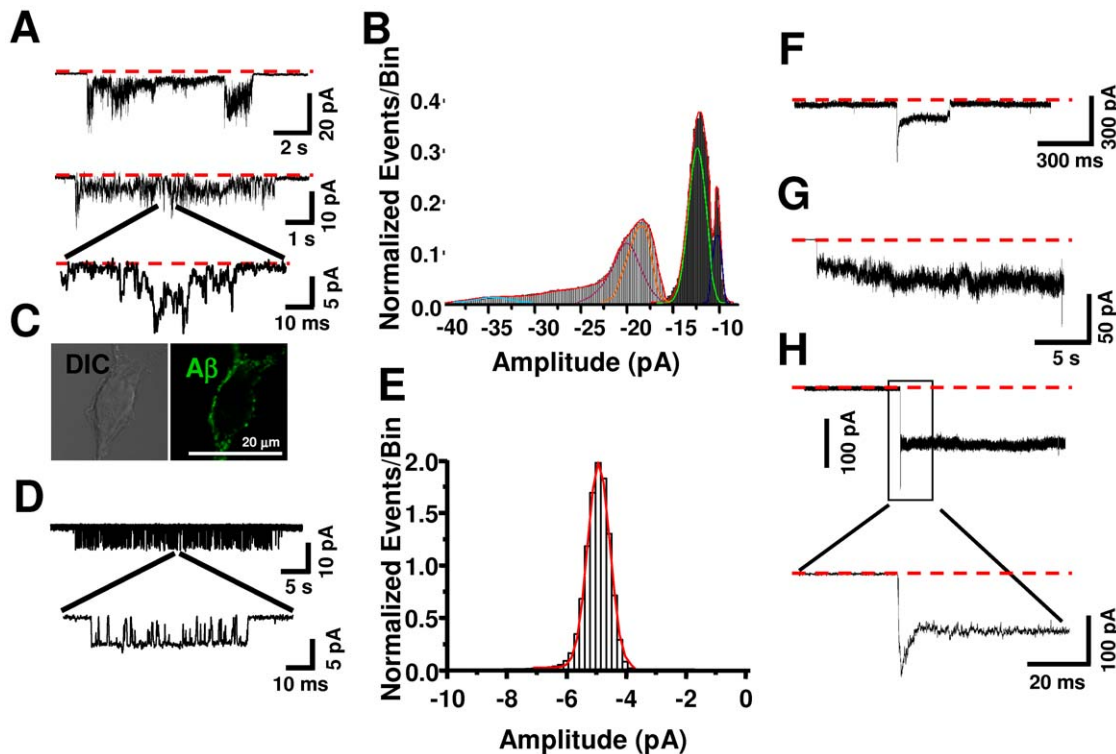 A
20 pA
2 s
10 pA
1 s
5 pA
10 ms
B
Normalized Events/Bin
0.4
0.3
0.2
0.1
0.0
-40 -35 -30 -25 -20 -15 -10
Amplitude (pA)
C
DIC
Aβ
20 μm
D
10 pA
5 s
5 pA
10 ms
E
Normalized Events/Bin
2.0
1.5
1.0
0.5
0.0
-10 -8 -6 -4 -2 0
Amplitude (pA)
F
300 pA
300 ms
G
50 pA
5 s
H
100 pA
100 pA
20 ms